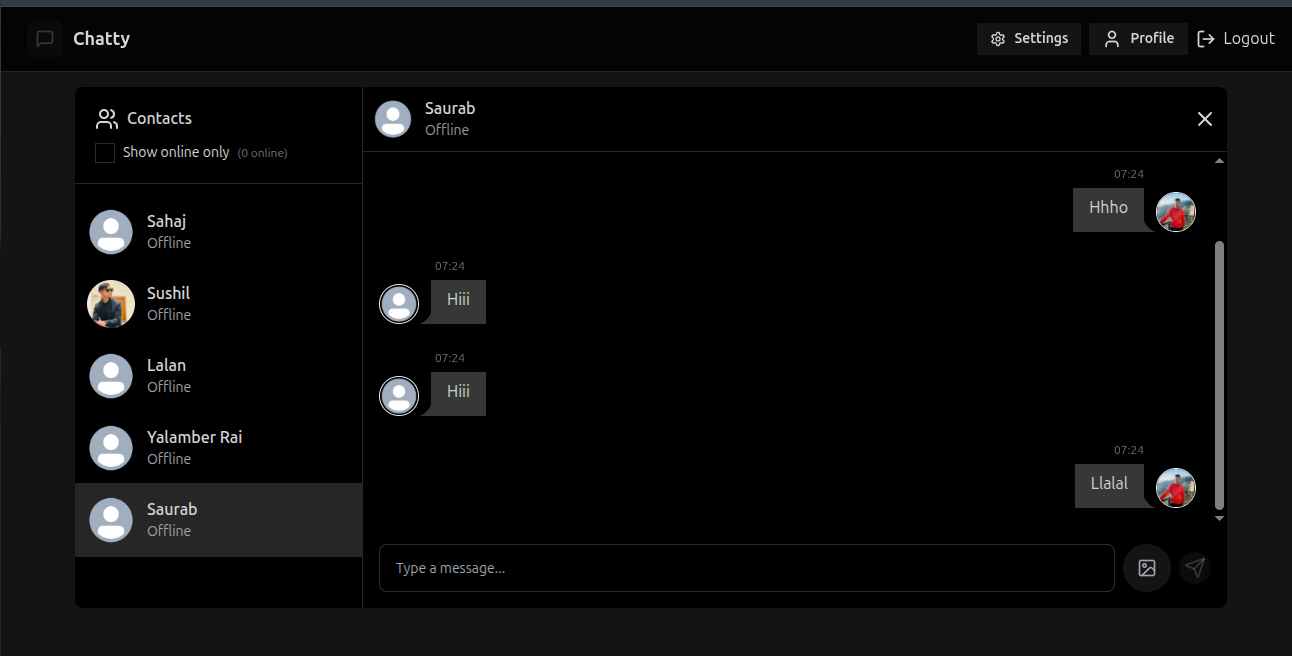 Chatty
Settings
Profile
Logout
Contacts
Show online only (0 online)
Sahaj
Offline
Sushil
Offline
Lalan
Offline
Yalamber Rai
Offline
Saurab
Offline
Saurab
Offline
07:24
Hhho
07:24
Hiii
07:24
Hiii
07:24
Llalal
Type a message...